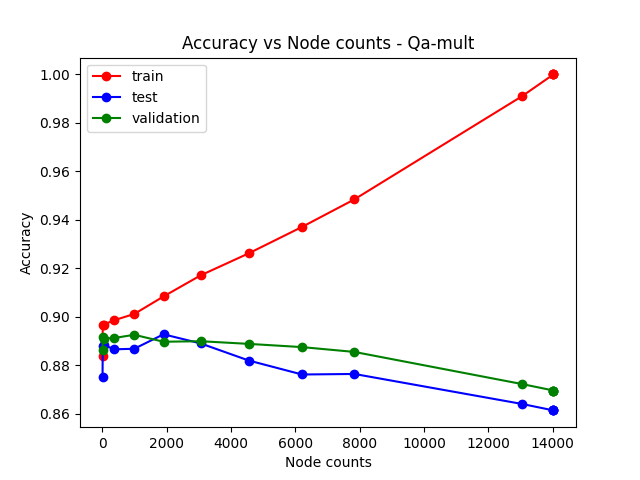 Accuracy vs Node counts - Qa-mult
train
test
validation
1.00
0.98
0.96
0.94
0.92
0.90
0.88
0.86
Accuracy
0 2000 4000 6000 8000 10000 12000 14000
Node counts